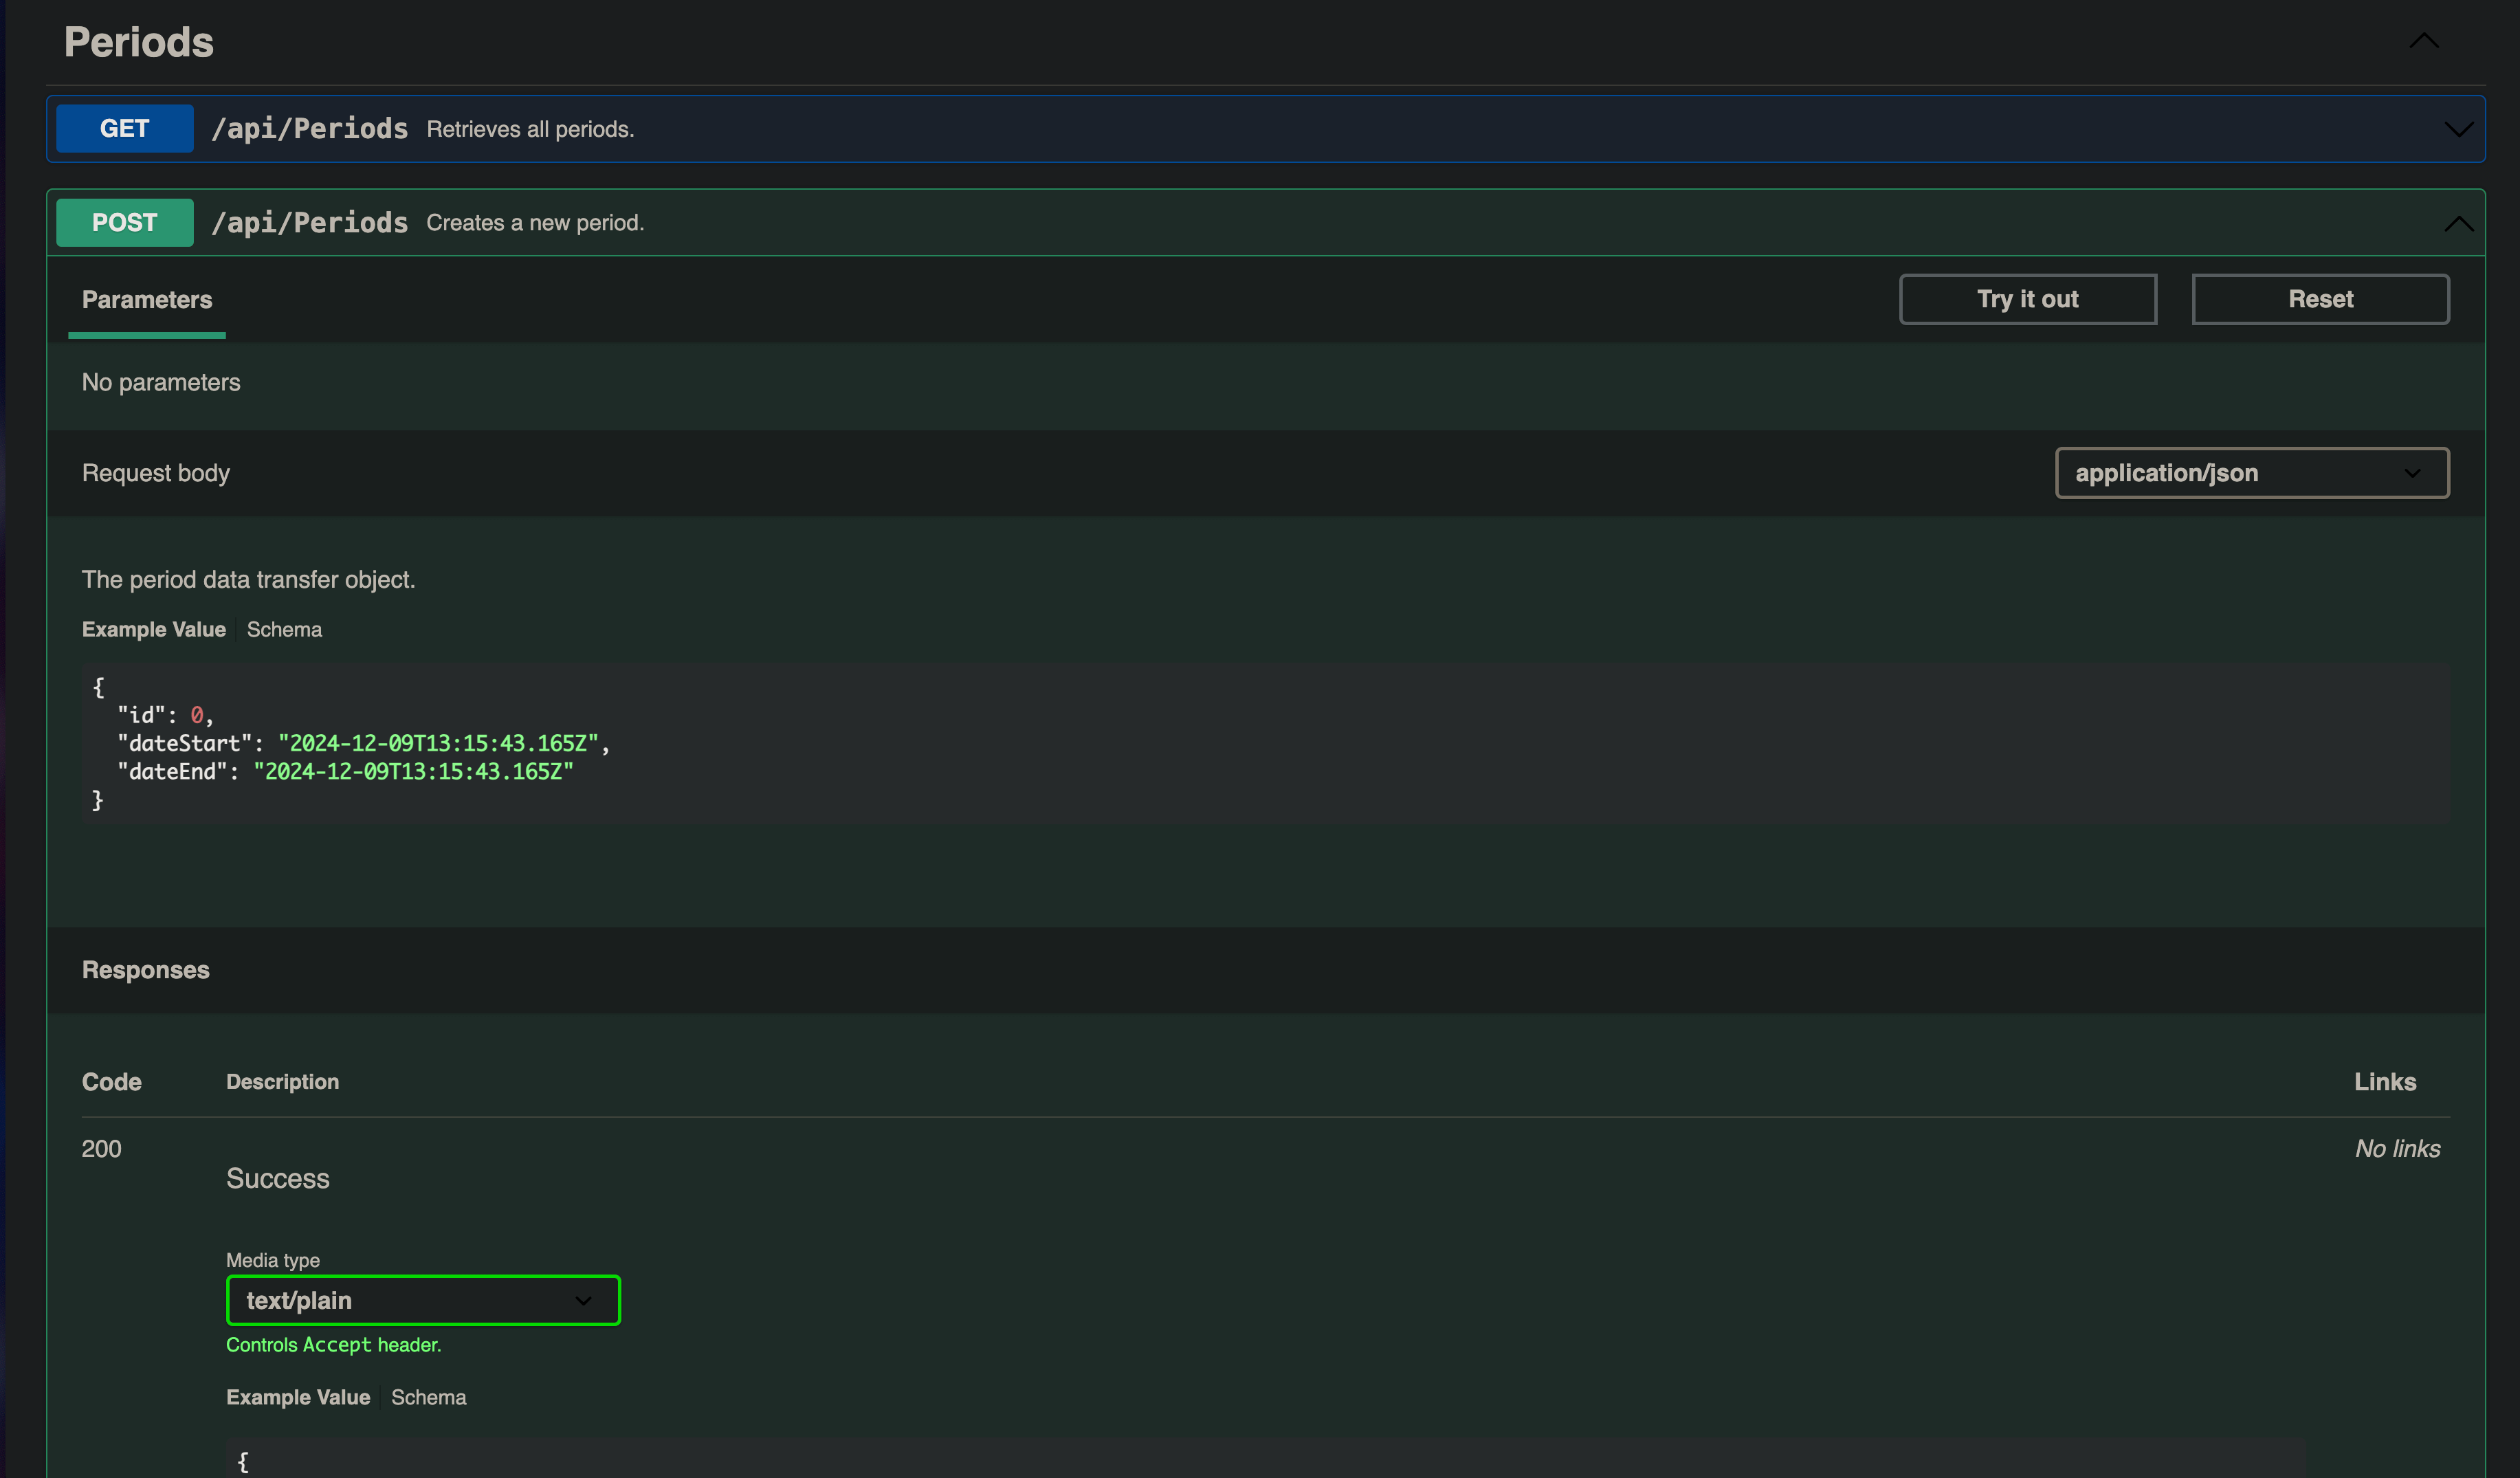 Periods
GET /api/Periods Retrieves all periods.
POST /api/Periods Creates a new period.
Parameters Try it out Reset
No parameters
Request body application/json
The period data transfer object.
Example Value Schema
{
"id": 0,
"dateStart": "2024-12-09T13:15:43.165Z",
"dateEnd": "2024-12-09T13:15:43.165Z"
}
Responses
Code Description Links
200 No links
Success
Media type
text/plain
Controls Accept header.
Example Value Schema
{